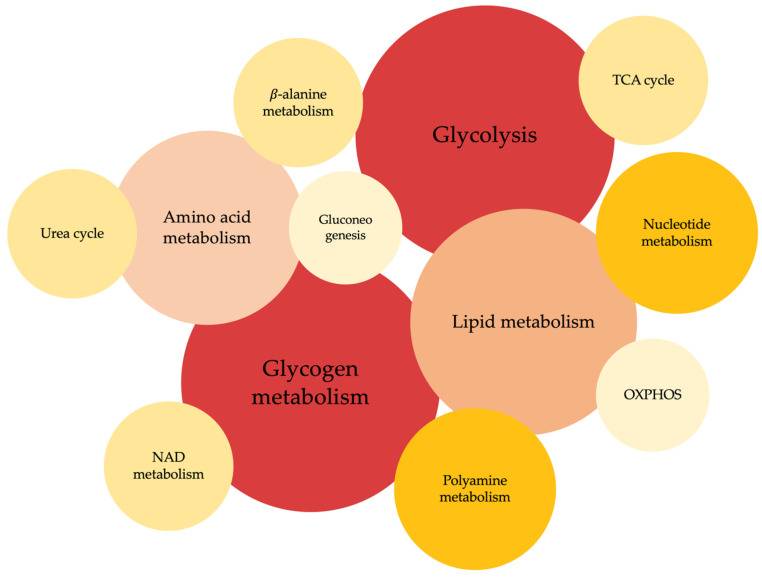 TCA cycle
β-alanine
metabolism
Glycolysis
Amino acid
metabolism
Gluconeo
genesis
Urea cycle
Nucleotide
metabolism
Lipid metabolism
Glycogen
metabolism
OXPHOS
NAD
metabolism
Polyamine
metabolism